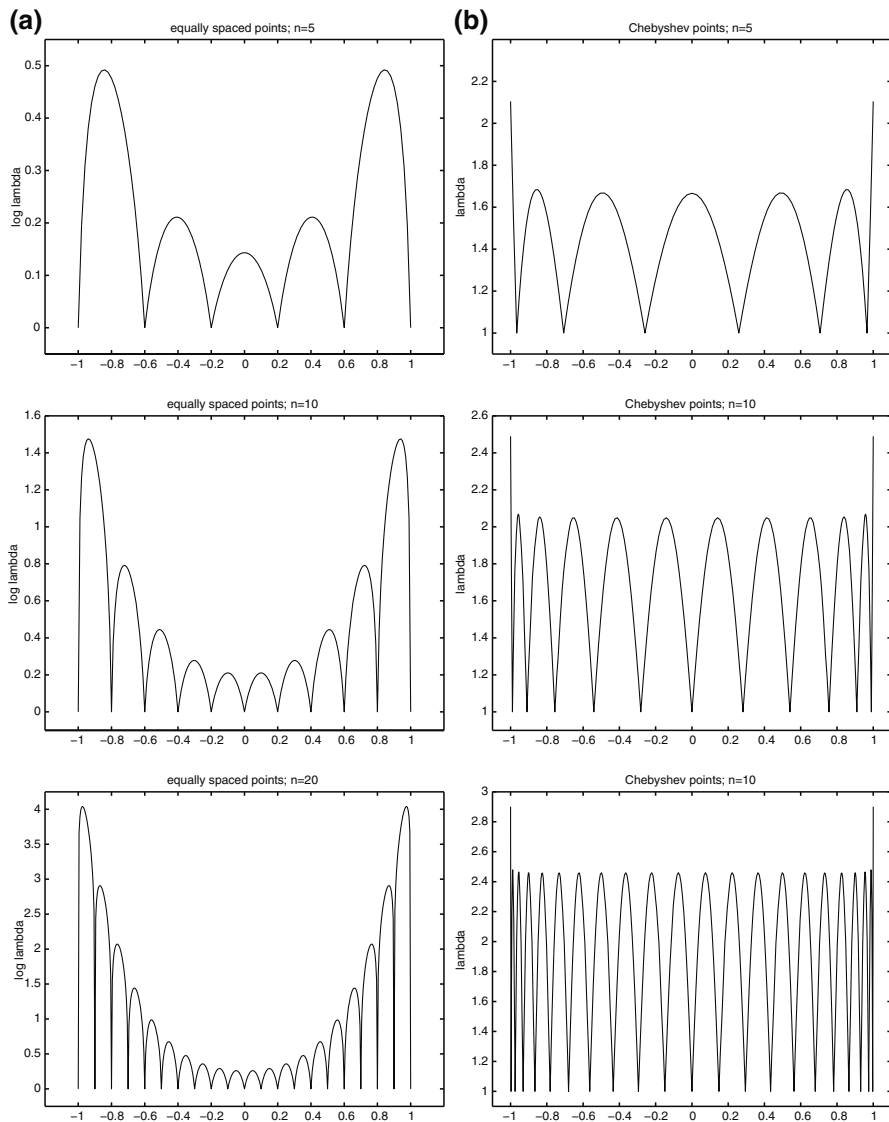 (a)
equally spaced points; n=5
log lambda
0.5
0.4
0.3
0.2
0.1
0
−1 −0.8 −0.6 −0.4 −0.2 0 0.2 0.4 0.6 0.8 1
(b)
Chebyshev points; n=5
lambda
2.2
2
1.8
1.6
1.4
1.2
1
−1 −0.8 −0.6 −0.4 −0.2 0 0.2 0.4 0.6 0.8 1
equally spaced points; n=10
log lambda
1.6
1.4
1.2
1
0.8
0.6
0.4
0.2
0
−1 −0.8 −0.6 −0.4 −0.2 0 0.2 0.4 0.6 0.8 1
Chebyshev points; n=10
lambda
2.6
2.4
2.2
2
1.8
1.6
1.4
1.2
1
−1 −0.8 −0.6 −0.4 −0.2 0 0.2 0.4 0.6 0.8 1
equally spaced points; n=20
log lambda
4
3.5
3
2.5
2
1.5
1
0.5
0
−1 −0.8 −0.6 −0.4 −0.2 0 0.2 0.4 0.6 0.8 1
Chebyshev points; n=10
lambda
3
2.8
2.6
2.4
2.2
2
1.8
1.6
1.4
1.2
1
−1 −0.8 −0.6 −0.4 −0.2 0 0.2 0.4 0.6 0.8 1